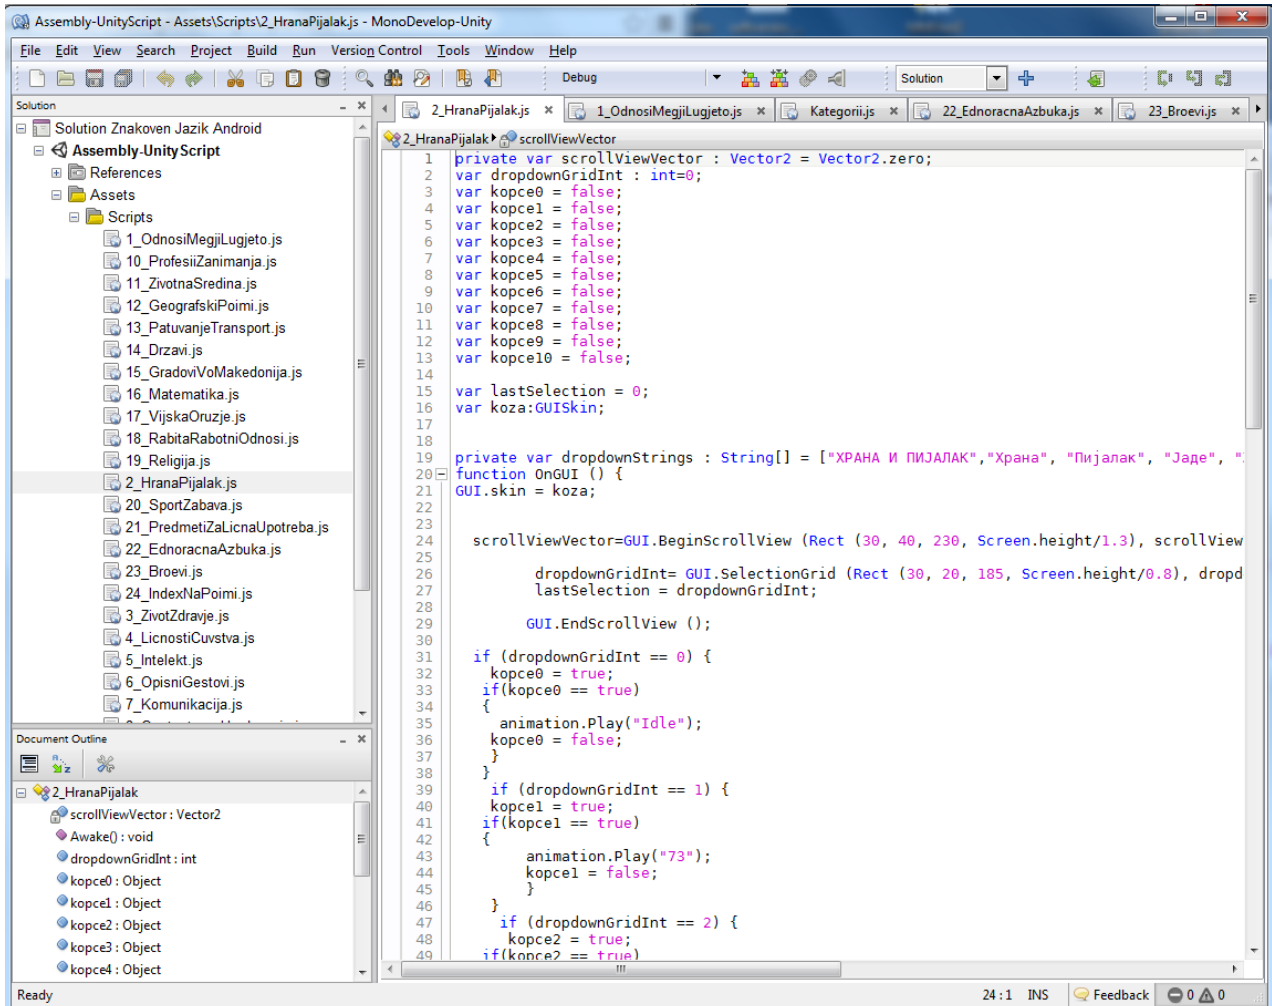 Assembly-UnityScript - Assets\Scripts\2_HranaPijalak.js - MonoDevelop-Unity
File Edit View Search Project Build Run Version Control Tools Window Help
Debug
Solution
Solution
Solution Znakoven Jazik Android
Assembly-UnityScript
References
Assets
Scripts
1_OdnosiMegjiLugjeto.js
10_ProfesiiZanimanja.js
11_ZivotnaSredina.js
12_GeografskiPoimi.js
13_PatuvanjeTransport.js
14_Drzavi.js
15_GradoviVoMakedonija.js
16_Matematika.js
17_VijskaOruzje.js
18_RabitaRabotniOdnosi.js
19_Religija.js
2_HranaPijalak.js
20_SportZabava.js
21_PredmetiZaLicnaUpotreba.js
22_EdnoracnaAzbuka.js
23_Broevi.js
24_IndexNaPoimi.js
3_ZivotZdravje.js
4_LicnostiCuvstva.js
5_Intelekt.js
6_OpisniGestovi.js
7_Komunikacija.js
Document Outline
2_HranaPijalak
scrollViewVector : Vector2
Awake() : void
dropdownGridInt : int
kopce0 : Object
kopce1 : Object
kopce2 : Object
kopce3 : Object
kopce4 : Object
2_HranaPijalak.js 1_OdnosiMegjiLugjeto.js Kategorii.js 22_EdnoracnaAzbuka.js 23_Broevi.js
2_HranaPijalak scrollViewVector
1 private var scrollViewVector : Vector2 = Vector2.zero;
2 var dropdownGridInt : int=0;
3 var kopce0 = false;
4 var kopce1 = false;
5 var kopce2 = false;
6 var kopce3 = false;
7 var kopce4 = false;
8 var kopce5 = false;
9 var kopce6 = false;
10 var kopce7 = false;
11 var kopce8 = false;
12 var kopce9 = false;
13 var kopce10 = false;
14
15 var lastSelection = 0;
16 var koza:GUISkin;
17
18
19 private var dropdownStrings : String[] = ["ХРАНА И ПИЈАЛАК","Храна", "Пијалак", "Јаде", "
20 function OnGUI () {
21 GUI.skin = koza;
22
23
24 scrollViewVector=GUI.BeginScrollView (Rect (30, 40, 230, Screen.height/1.3), scrollView
25
26 dropdownGridInt= GUI.SelectionGrid (Rect (30, 20, 185, Screen.height/0.8), dropd
27 lastSelection = dropdownGridInt;
28
29 GUI.EndScrollView ();
30
31 if (dropdownGridInt == 0) {
32 kopce0 = true;
33 if(kopce0 == true)
34 {
35 animation.Play("Idle");
36 kopce0 = false;
37 }
38 }
39 if (dropdownGridInt == 1) {
40 kopce1 = true;
41 if(kopce1 == true)
42 {
43 animation.Play("73");
44 kopce1 = false;
45 }
46 }
47 if (dropdownGridInt == 2) {
48 kopce2 = true;
49 if(kopce2 == true)
Ready
24 : 1 INS Feedback 0 0